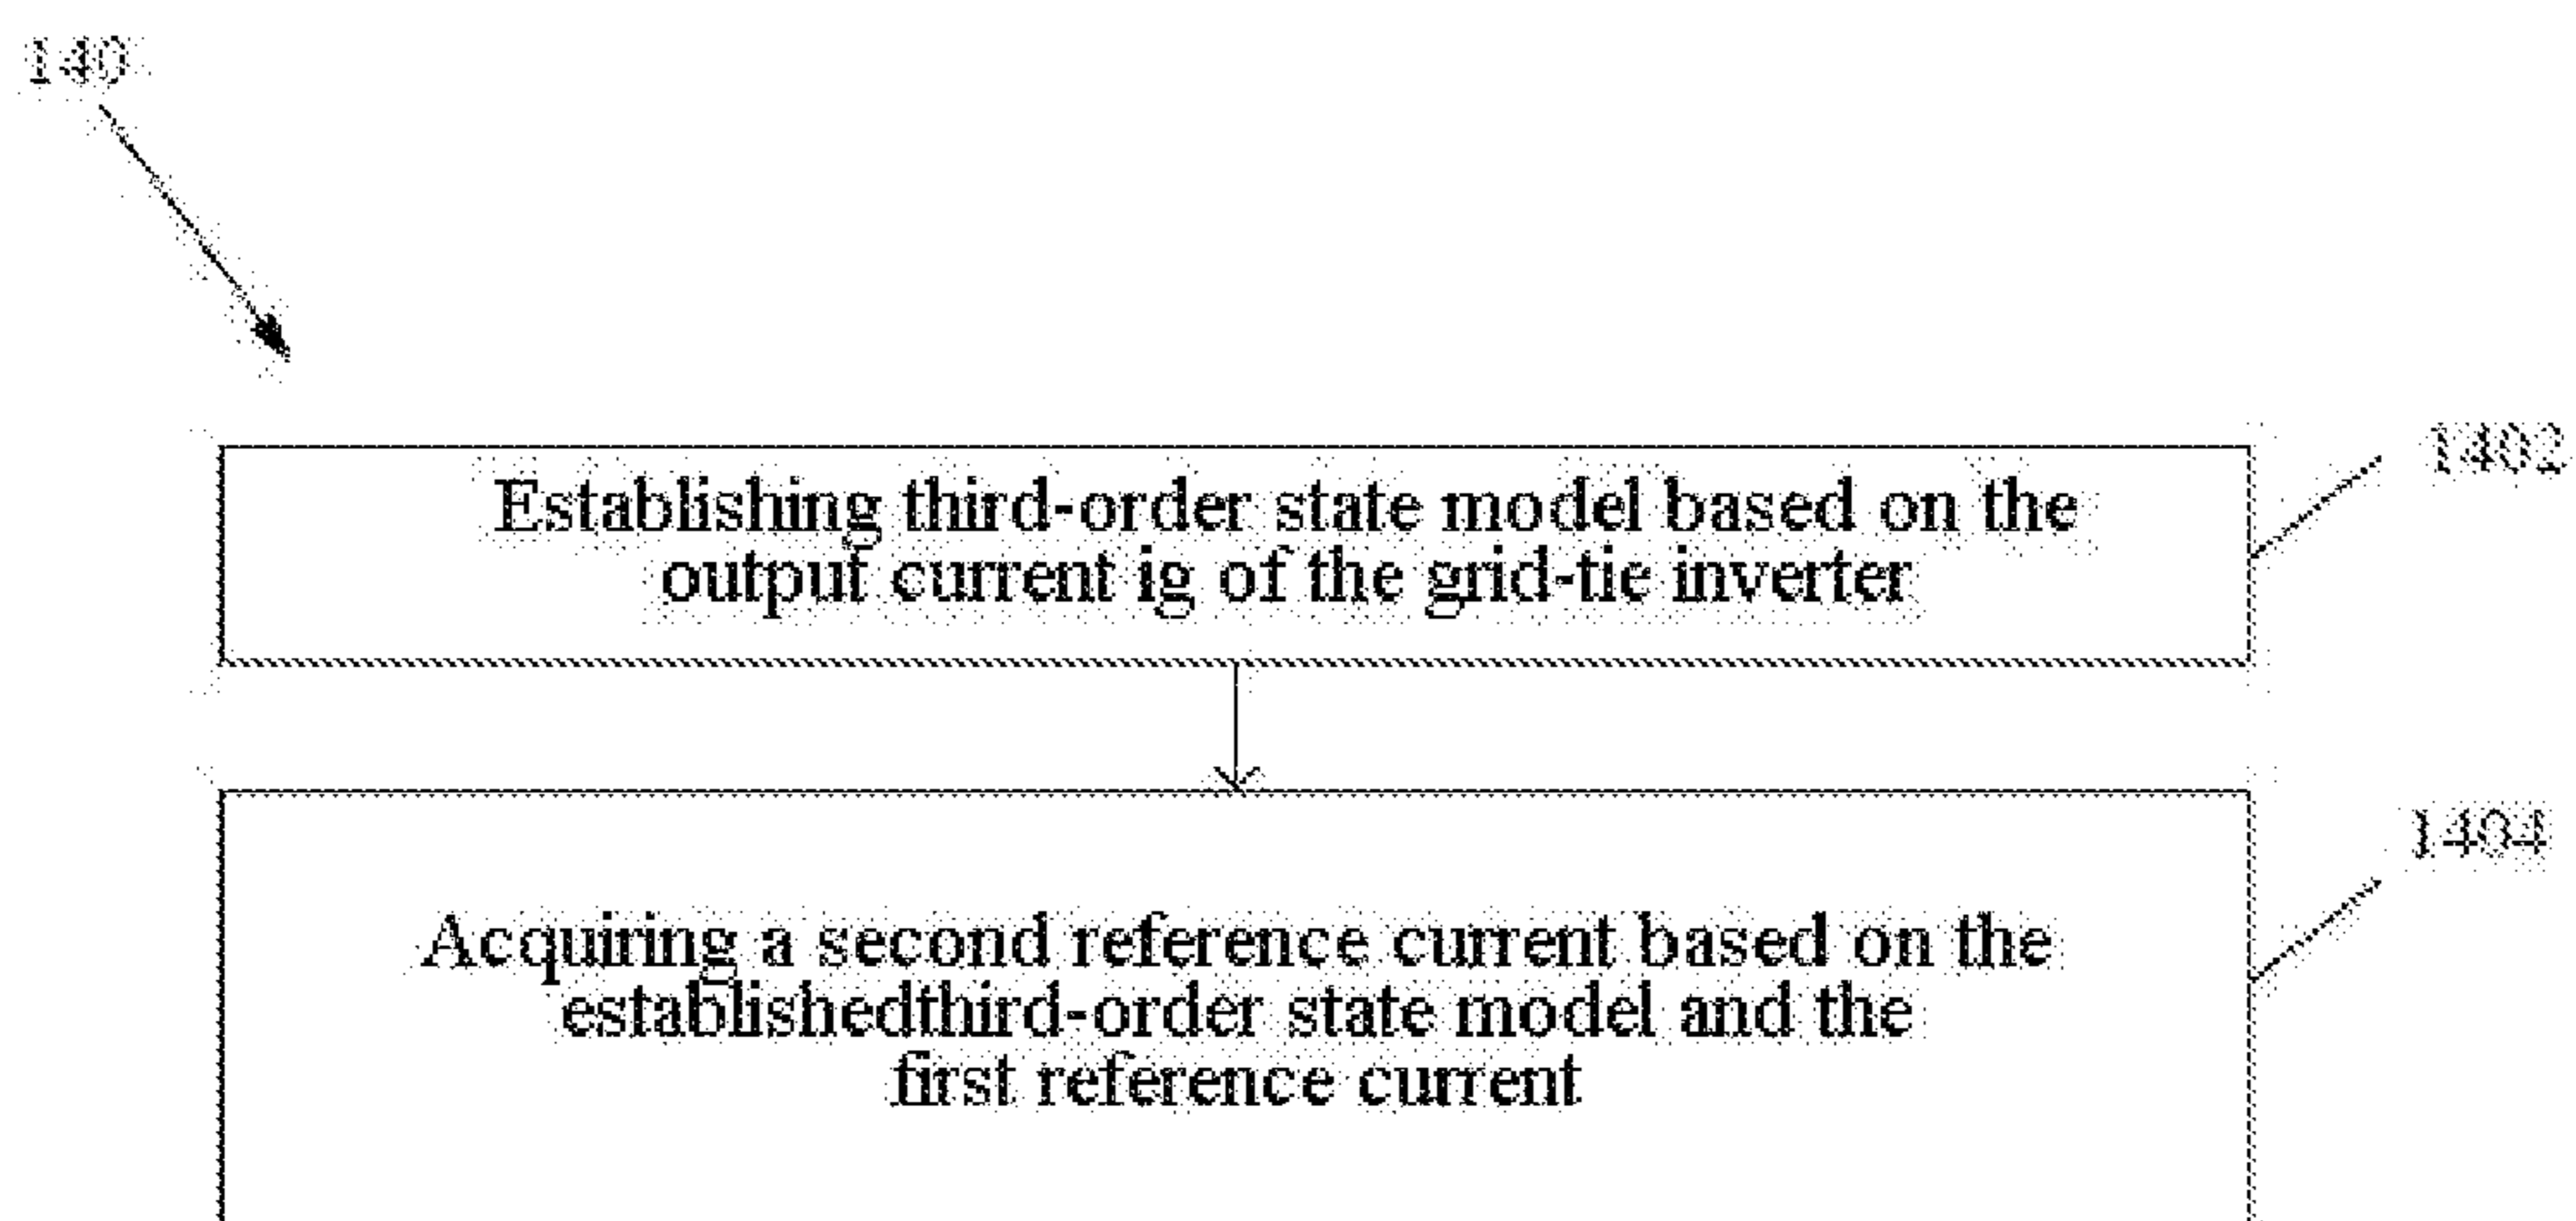 140
1402
Establishing third-order state model based on the
output current ig of the grid-tie inverter
1404
Acquiring a second reference current based on the
establishedthird-order state model and the
first reference current